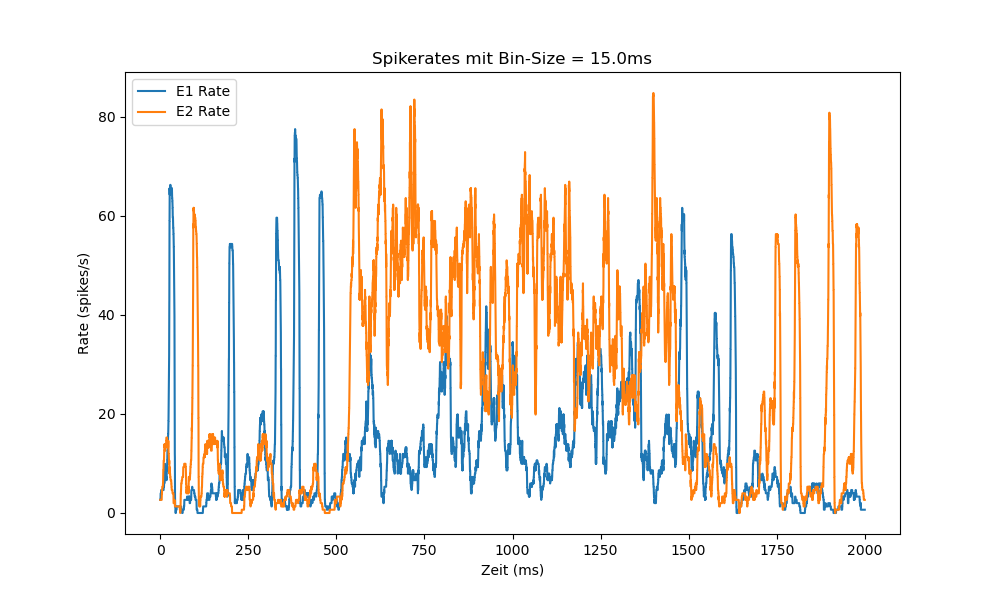 Spikerates mit Bin-Size = 15.0ms
E1 Rate
E2 Rate
80
60
40
20
0
Rate (spikes/s)
0 250 500 750 1000 1250 1500 1750 2000
Zeit (ms)